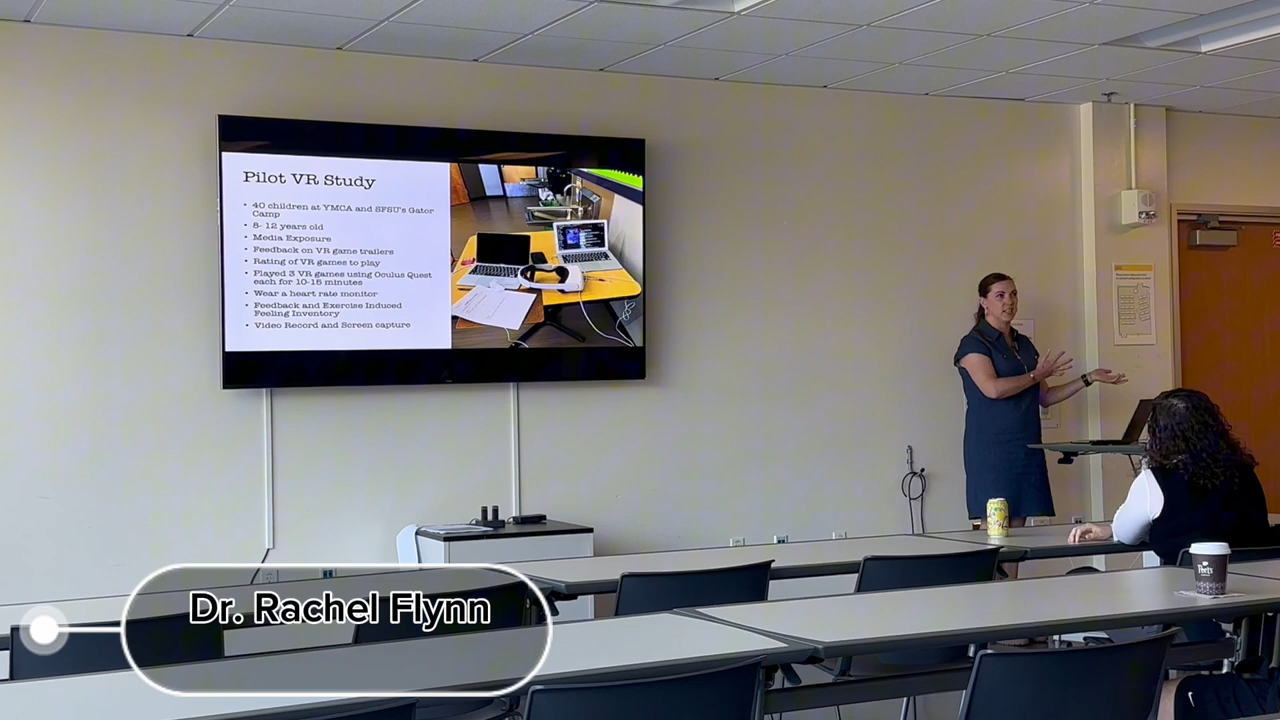 Pilot VR Study
• 40 children at YMCA and SFSU's Gator
Camp
• 8- 12 years old
• Media Exposure
• Feedback on VR game trailers
• Rating of VR games to play
• Played 3 VR games using Oculus Quest
each for 10-15 minutes
• Wear a heart rate monitor
• Feedback and Exercise Induced
Feeling Inventory
• Video Record and Screen capture
Peet's
Dr. Rachel Flynn